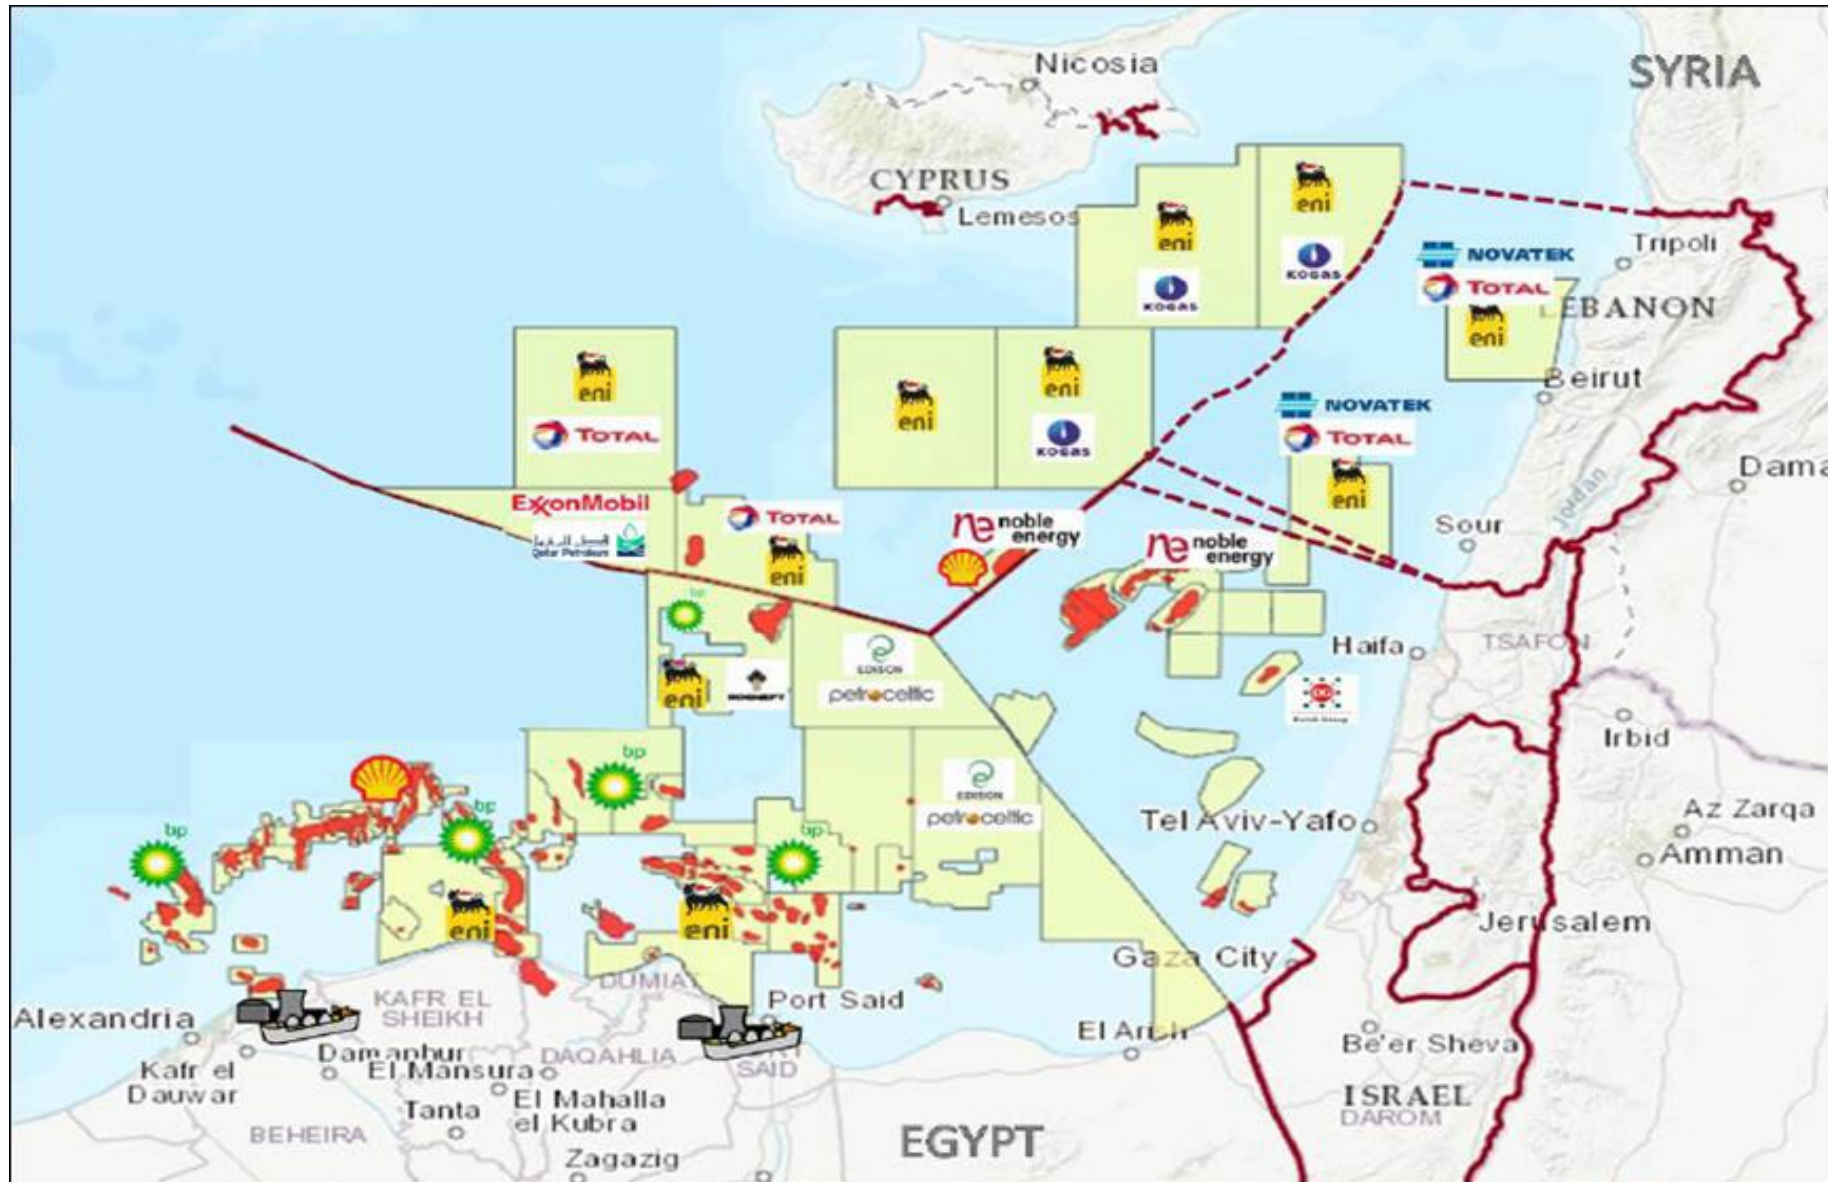 Nicosia
SYRIA
CYPRUS
Lemesos
eni
eni
KOGAS
KOGAS
Tripoli
NOVATEK
TOTAL
LEBANON
eni
Beirut
eni
TOTAL
eni
eni
KOGAS
NOVATEK
TOTAL
eni
Dama
Jordan
ExxonMobil
Qatar Petroleum
TOTAL
eni
noble
energy
noble
energy
Sour
bp
Haifa
TSAFON
EDISON
petroceltic
eni
ROSNEFT
Irbid
bp
EDISON
petroceltic
Az Zarqa
Tel Aviv-Yafo
Amman
bp
bp
bp
eni
eni
Jerusalem
Gaza City
DUMIAT
Port Said
KAFR EL
SHEIKH
Alexandria
El Arish
Be'er Sheva
Kafr el
Dauwar
Damanhur
El Mansura
DAQAHLIA
SAID
El Mahalla
el Kubra
Tanta
ISRAEL
DAROM
BEHEIRA
EGYPT
Zagazig